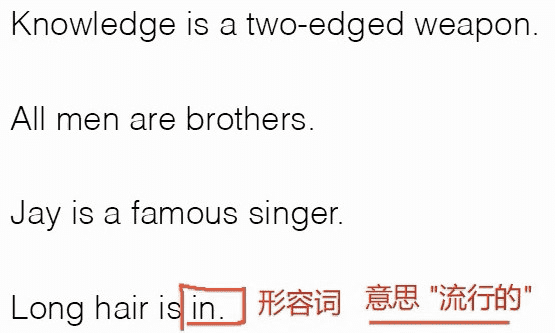 Knowledge is a two-edged weapon.
All men are brothers.
Jay is a famous singer.
Long hair is in. 形容词 意思 "流行的"